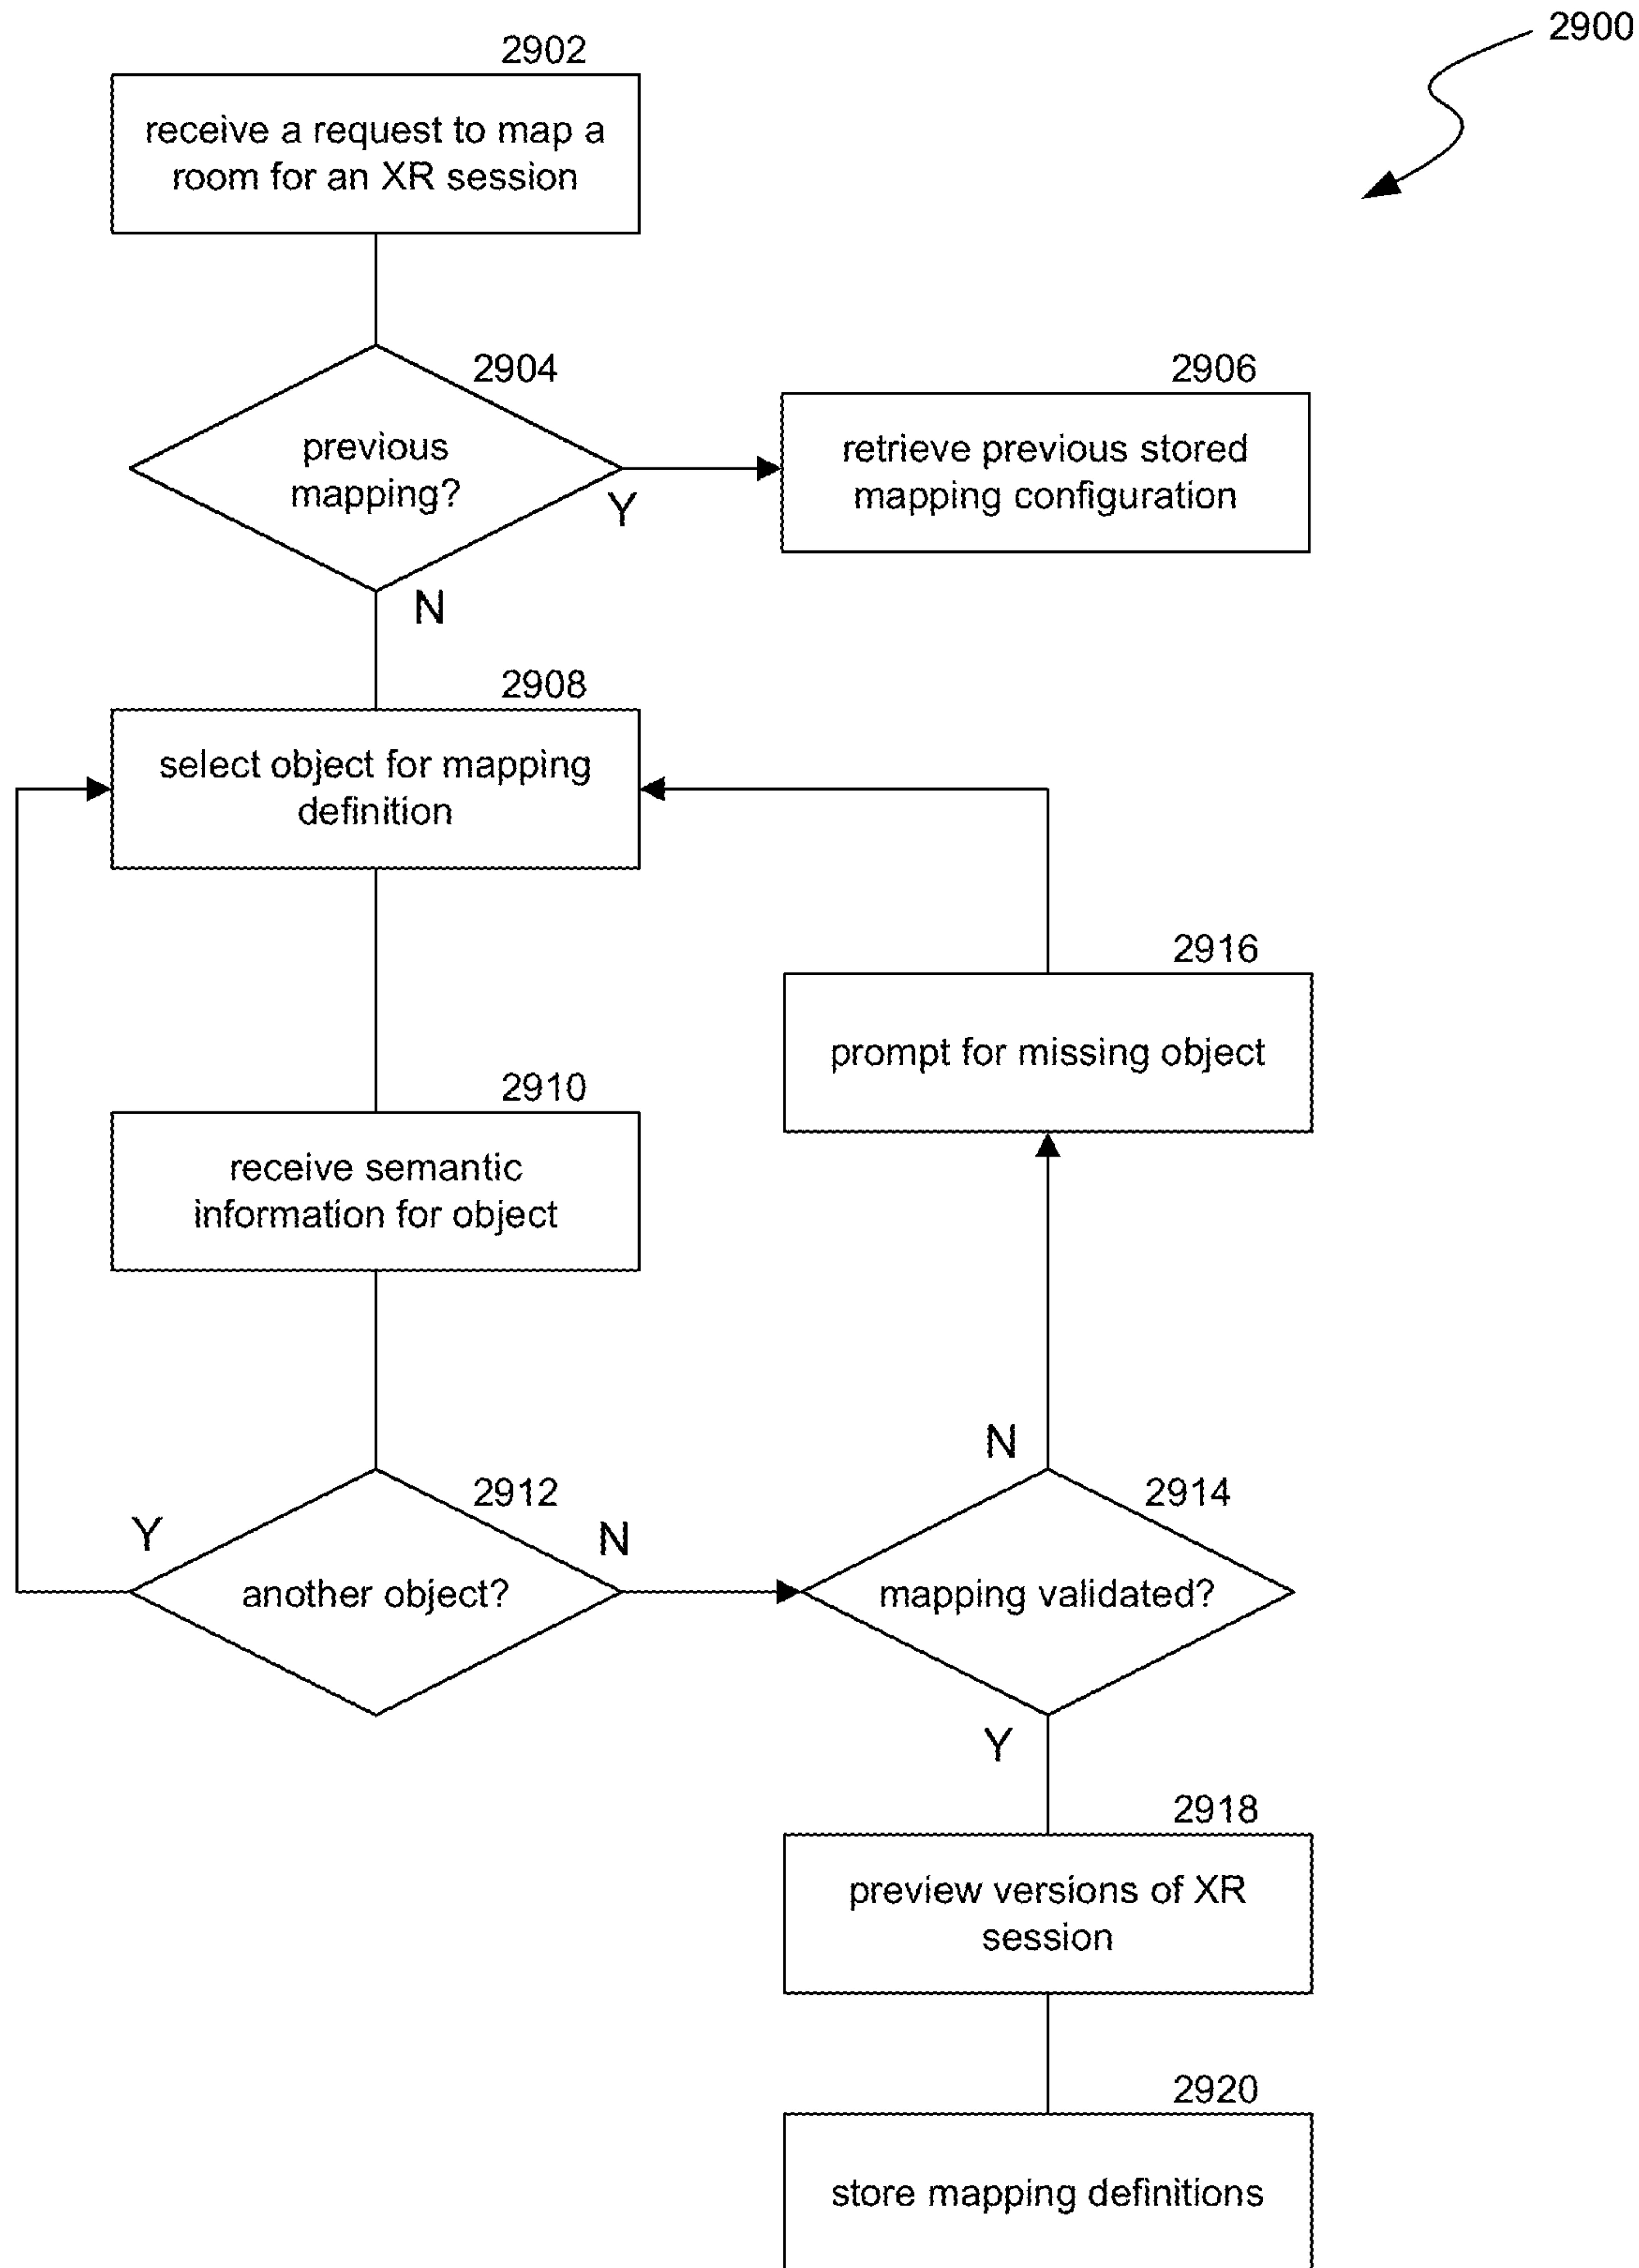 2900
2902
receive a request to map a
room for an XR session
2904
previous
mapping?
Y
N
2906
retrieve previous stored
mapping configuration
2908
select object for mapping
definition
2910
receive semantic
information for object
2912
another object?
Y
N
2916
prompt for missing object
2914
mapping validated?
N
Y
2918
preview versions of XR
session
2920
store mapping definitions